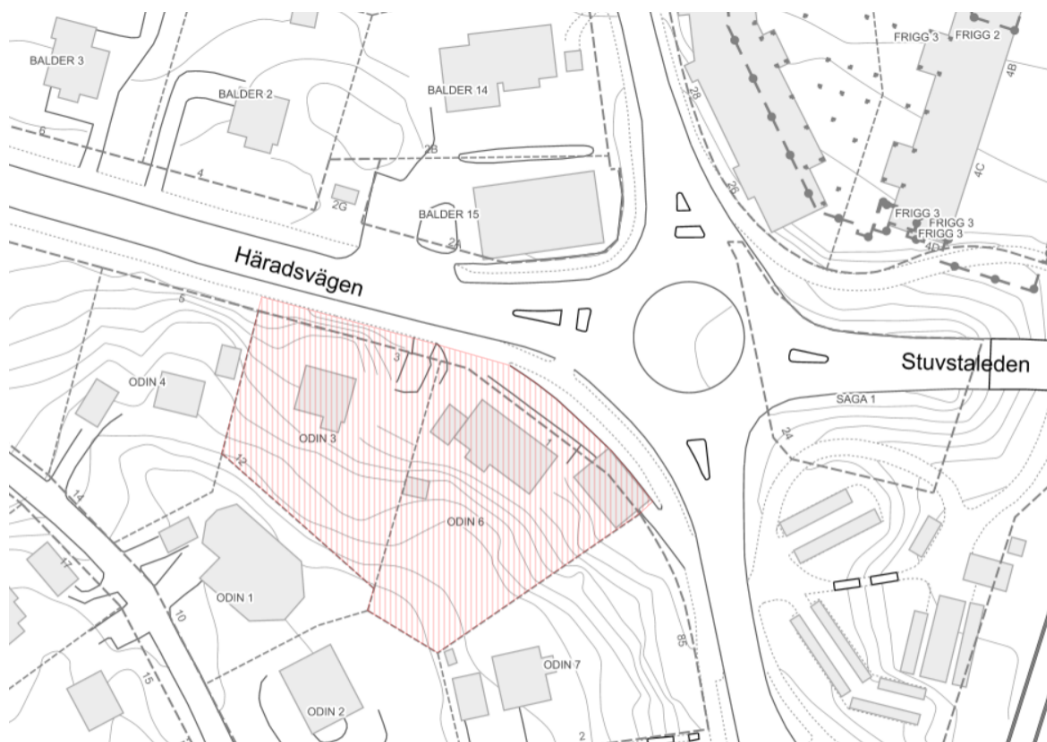 FRIGG 3
FRIGG 2
BALDER 3
4B
BALDER 14
BALDER 2
28
6
2B
4
26
4C
2G
BALDER 15
FRIGG 3
FRIGG 3
FRIGG 3
2A
4D
Häradsvägen
5
3
Stuvstaleden
ODIN 4
SAGA 1
24
ODIN 3
1
12
14
ODIN 6
17
ODIN 1
10
85
ODIN 7
15
ODIN 2
2